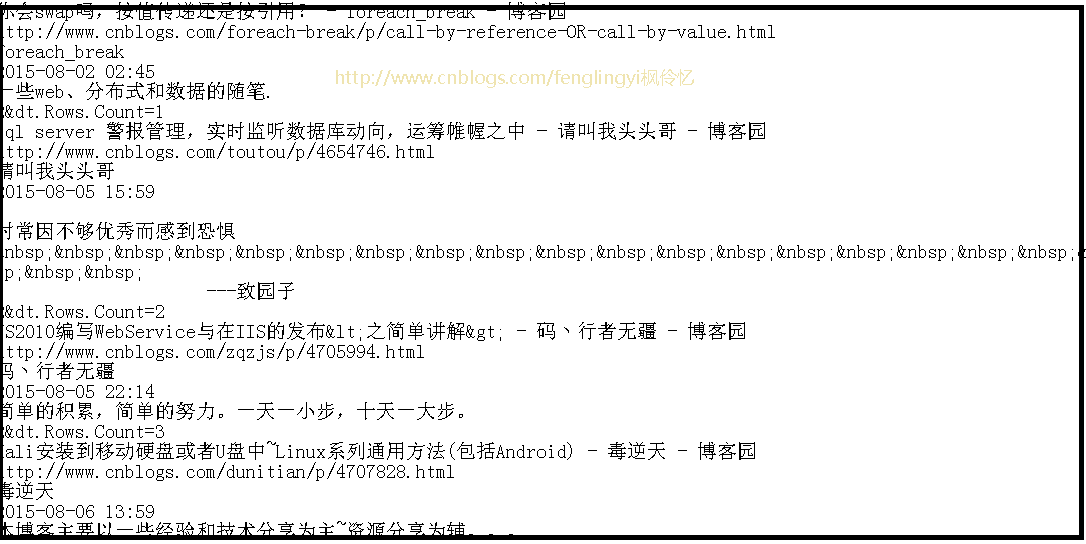 你会swap吗，按值传递还是按引用？ - foreach_break - 博客园
http://www.cnblogs.com/foreach-break/p/call-by-reference-OR-call-by-value.html
foreach_break
2015-08-02 02:45
http://www.cnblogs.com/fenglingyi枫伶忆
一些web、分布式和数据的随笔.
&dt.Rows.Count=1
ql server 警报管理，实时监听数据库动向，运筹帷幄之中 - 请叫我头头哥 - 博客园
http://www.cnblogs.com/toutou/p/4654746.html
请叫我头头哥
2015-08-05 15:59
时常因不够优秀而感到恐惧
nbsp;&nbsp;&nbsp;&nbsp;&nbsp;&nbsp;&nbsp;&nbsp;&nbsp;&nbsp;&nbsp;&nbsp;&nbsp;&nbsp;&nbsp;&nbsp;&nbsp;&nbsp;&
p;&nbsp;&nbsp;
---致园子
&dt.Rows.Count=2
VS2010编写WebService与在IIS的发布&lt;之简单讲解&gt; - 码丶行者无疆 - 博客园
http://www.cnblogs.com/zqzjs/p/4705994.html
码丶行者无疆
2015-08-05 22:14
简单的积累，简单的努力。一天一小步，十天一大步。
&dt.Rows.Count=3
Kali安装到移动硬盘或者U盘中~Linux系列通用方法(包括Android) - 毒逆天 - 博客园
http://www.cnblogs.com/dunitian/p/4707828.html
毒逆天
2015-08-06 13:59
本博客主要以一些经验和技术分享为主~资源分享为辅。。。